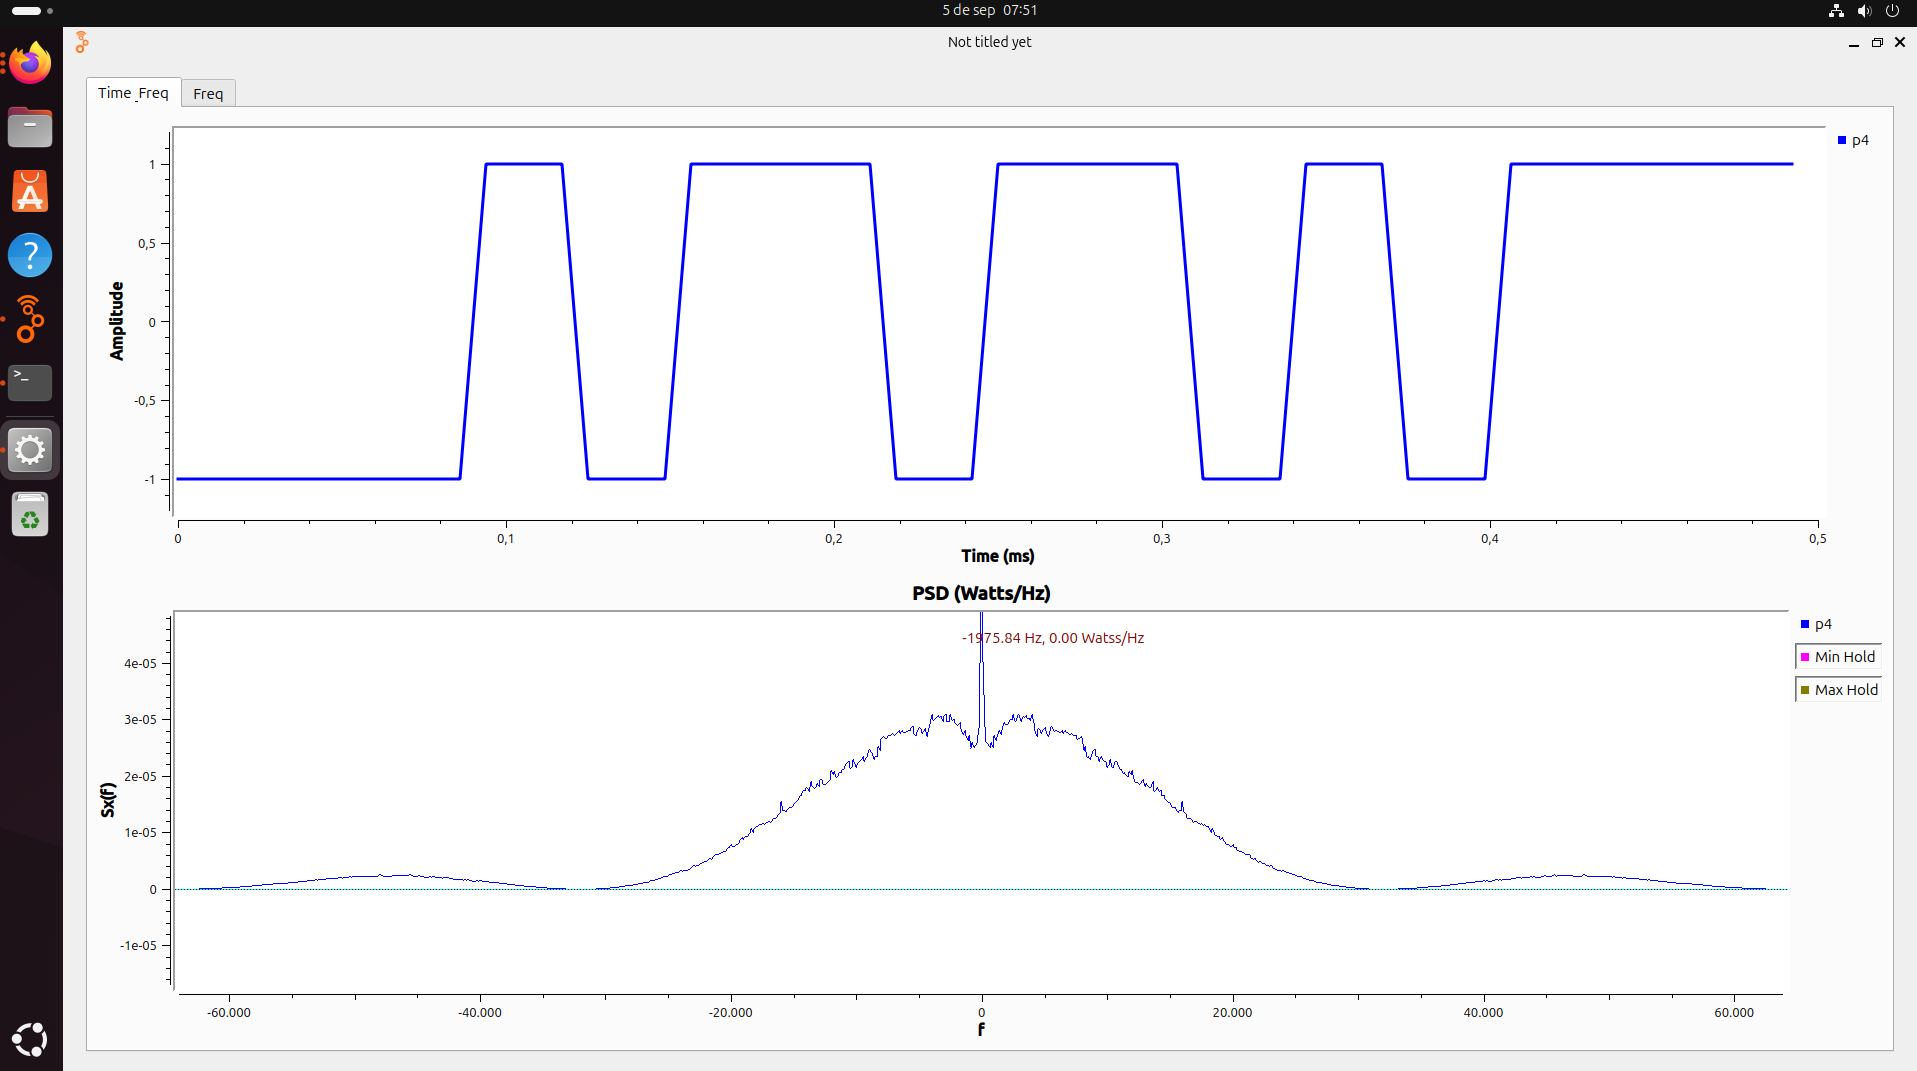 5 de sep 07:51
Not titled yet
Time_Freq
Freq
p4
1
0,5
0
-0,5
-1
Amplitude
0
0,1
0,2
0,3
0,4
0,5
Time (ms)
PSD (Watts/Hz)
-1975.84 Hz, 0.00 Watss/Hz
p4
Min Hold
Max Hold
4e-05
3e-05
2e-05
1e-05
0
-1e-05
Sx(f)
-60.000
-40.000
-20.000
0
20.000
40.000
60.000
f